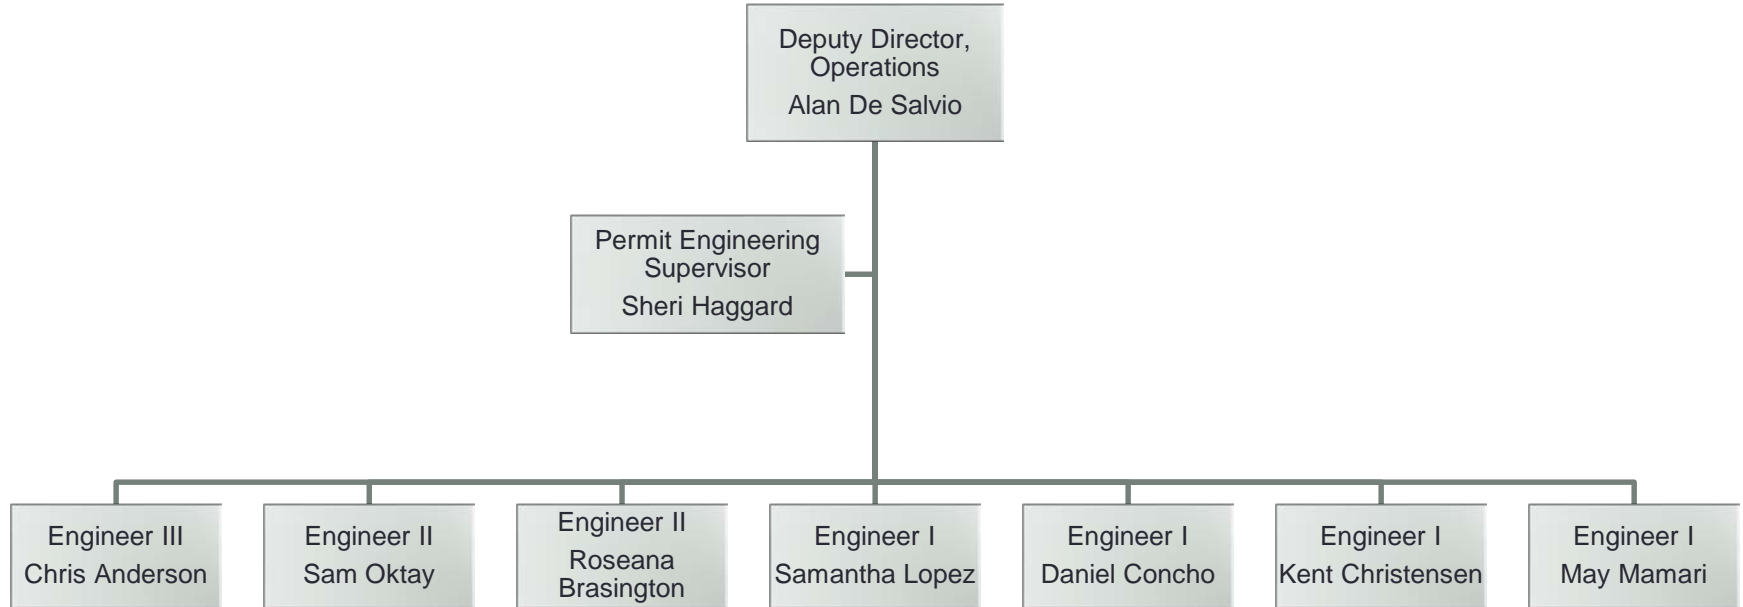 Deputy Director,
Operations
Alan De Salvio
Permit Engineering
Supervisor
Sheri Haggard
Engineer III
Chris Anderson
Engineer II
Sam Oktay
Engineer II
Roseana
Brasington
Engineer I
Samantha Lopez
Engineer I
Daniel Concho
Engineer I
Kent Christensen
Engineer I
May Mamari